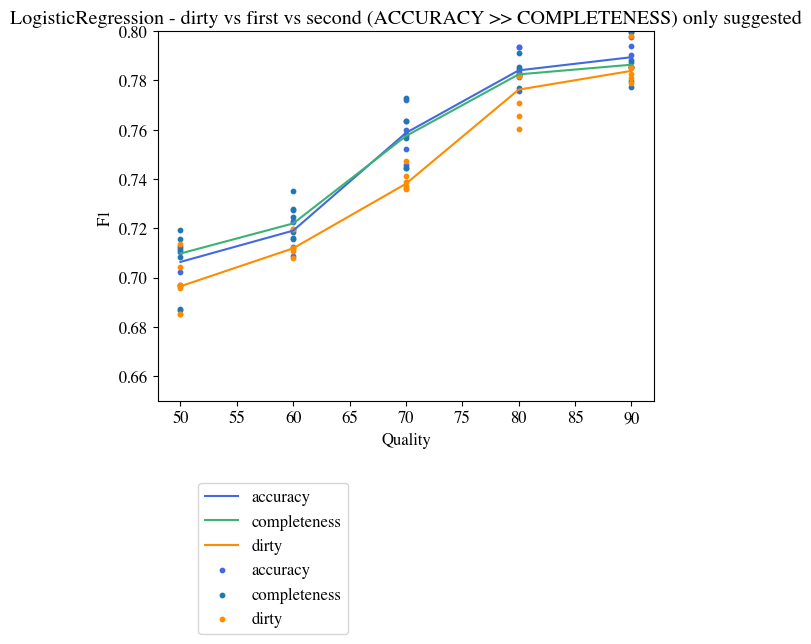 LogisticRegression - dirty vs first vs second (ACCURACY >> COMPLETENESS) only suggested
0.80
0.78
0.76
0.74
0.72
0.70
0.68
0.66
F1
50 55 60 65 70 75 80 85 90
Quality
accuracy
completeness
dirty
accuracy
completeness
dirty